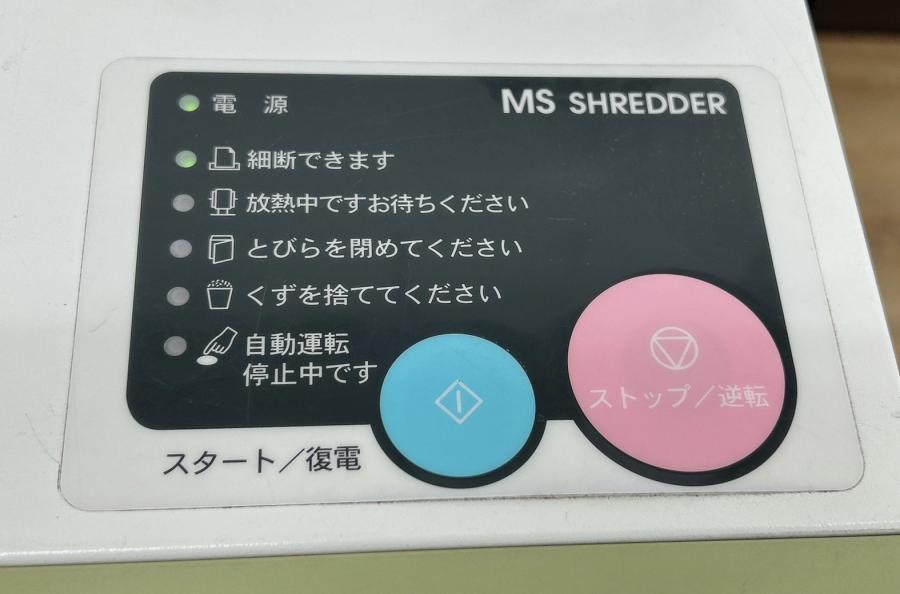 電 源
MS SHREDDER
細断できます
放熱中ですお待ちください
とびらを閉めてください
くずを捨ててください
自動運転
停止中です
ストップ／逆転
スタート／復電